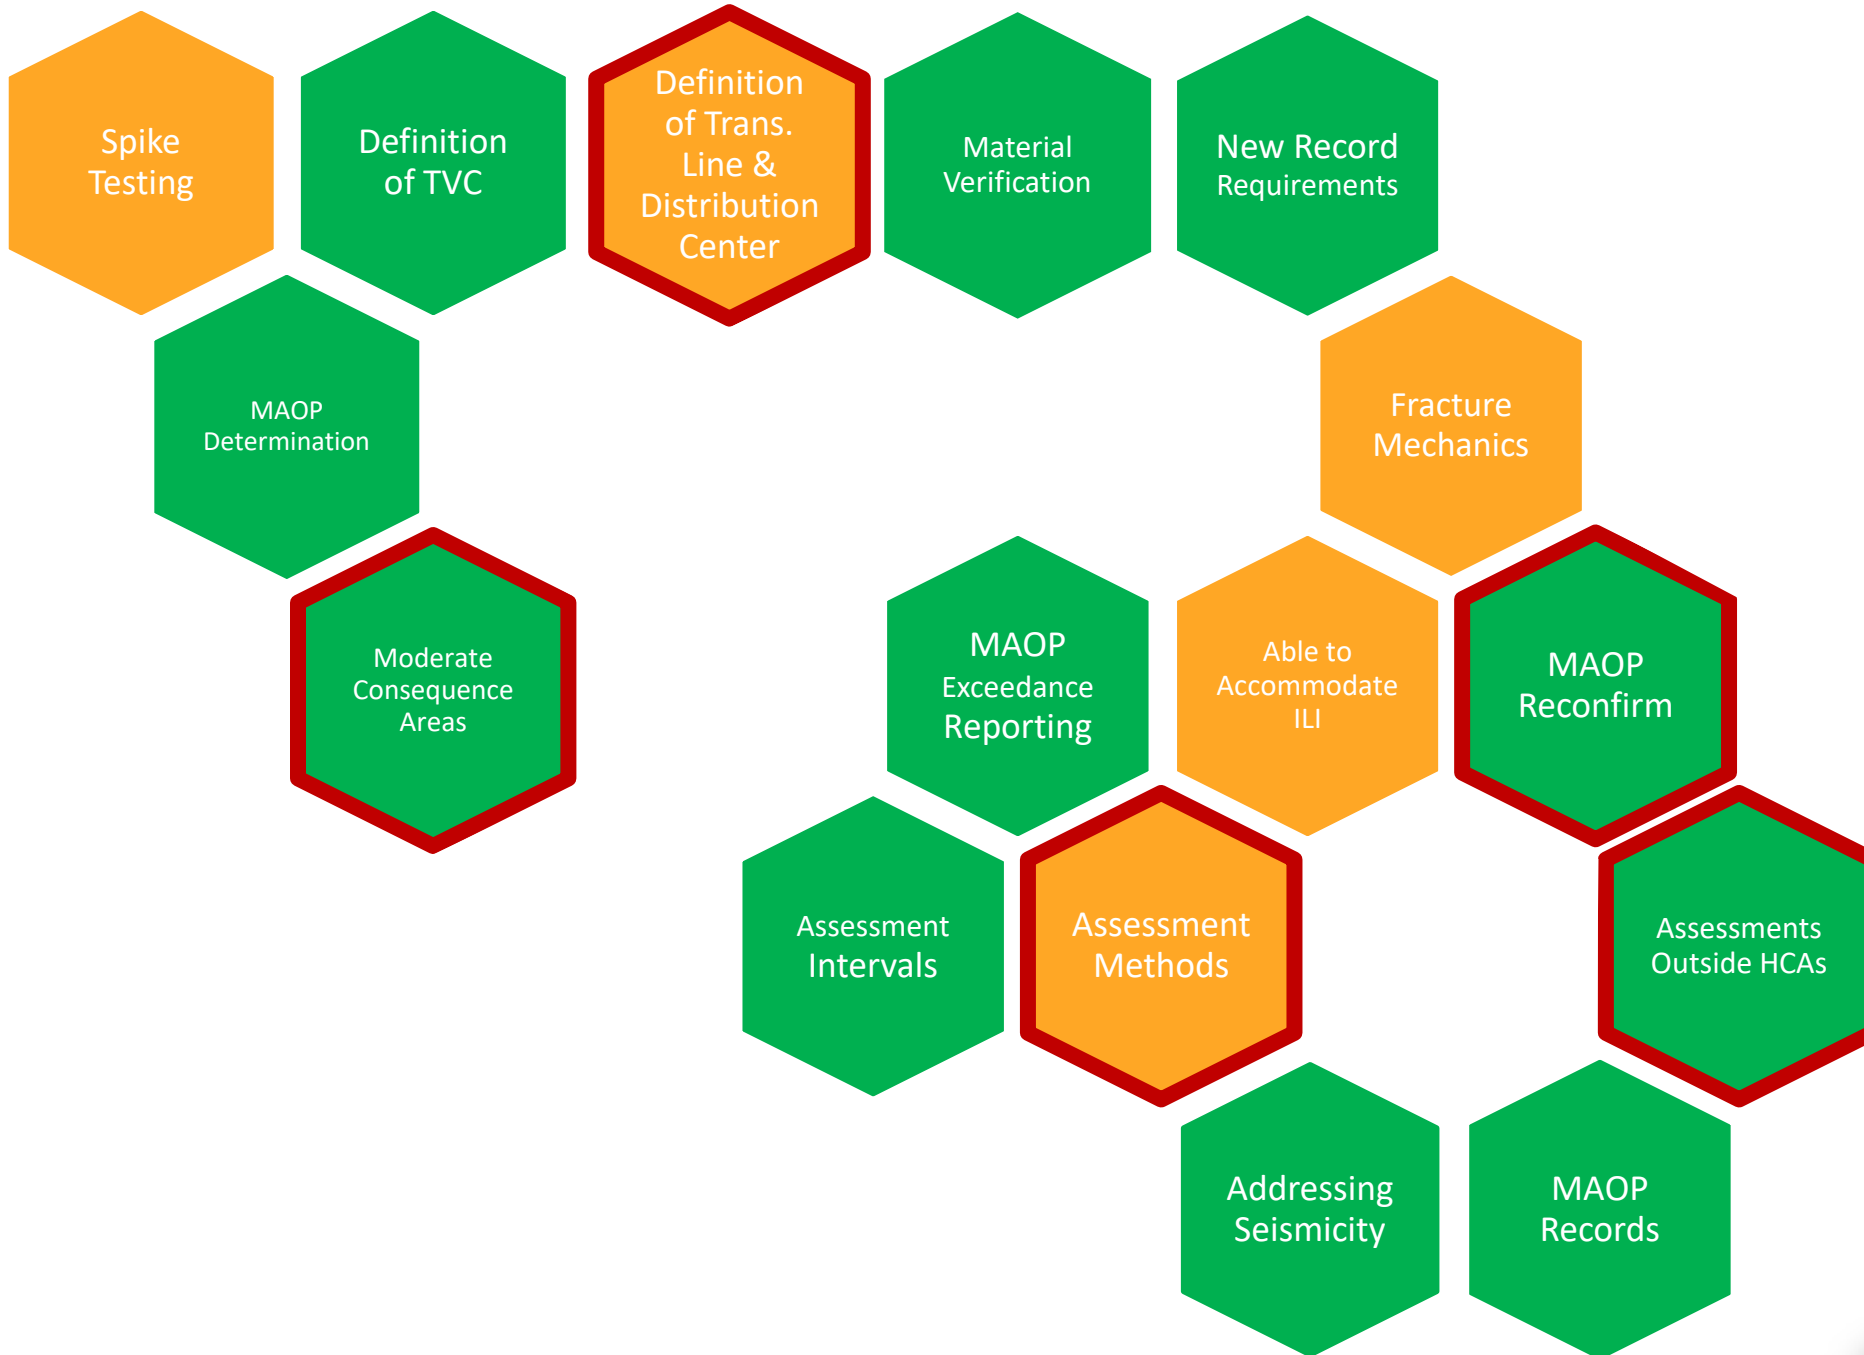 Spike
Testing
Definition
of TVC
Definition
of Trans.
Line &
Distribution
Center
Material
Verification
New Record
Requirements
MAOP
Determination
Fracture
Mechanics
Moderate
Consequence
Areas
MAOP
Exceedance
Reporting
Able to
Accommodate
ILI
MAOP
Reconfirm
Assessment
Intervals
Assessment
Methods
Assessments
Outside HCAs
Addressing
Seismicity
MAOP
Records